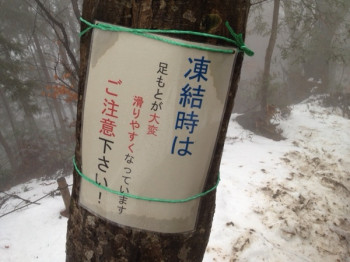 凍結時は
足もとが大変
滑りやすくなっています
ご注意下さい！